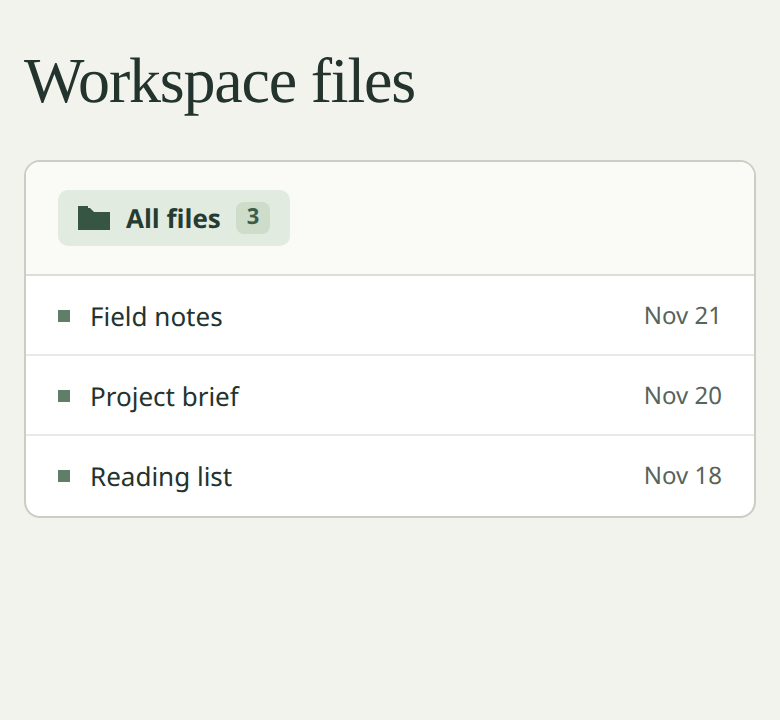 Workspace files
All files 3
Field notes Nov 21
Project brief Nov 20
Reading list Nov 18